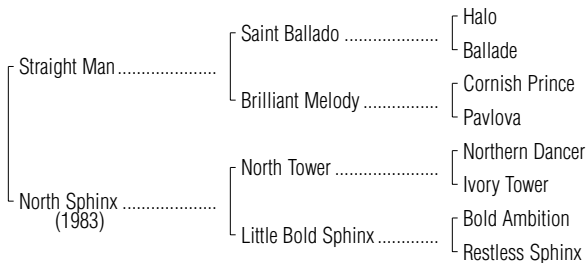 Halo
Saint Ballado ....................
Ballade
Straight Man .....................
Cornish Prince
Brilliant Melody ................
Pavlova
Northern Dancer
North Tower ......................
Ivory Tower
North Sphinx ....................
(1983)
Bold Ambition
Little Bold Sphinx .............
Restless Sphinx